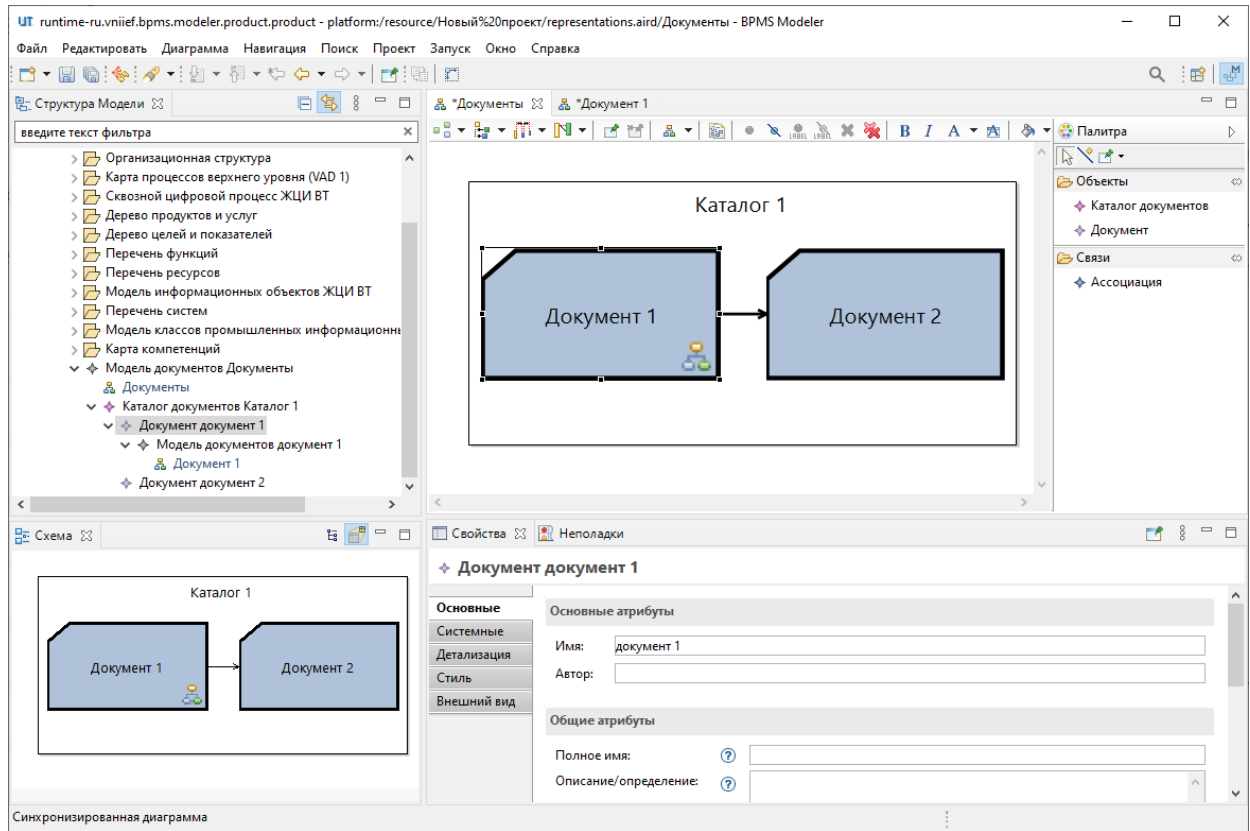 UT runtime-ru.vniief.bpms.modeler.product.product - platform:/resource/Новый%20проект/representations.aird/Документы - BPMS Modeler
Файл Редактировать Диаграмма Навигация Поиск Проект Запуск Окно Справка
Структура Модели
введите текст фильтра
Организационная структура
Карта процессов верхнего уровня (VAD 1)
Сквозной цифровой процесс ЖЦИ ВТ
Дерево продуктов и услуг
Дерево целей и показателей
Перечень функций
Перечень ресурсов
Модель информационных объектов ЖЦИ ВТ
Перечень систем
Модель классов промышленных информационнь
Карта компетенций
Модель документов Документы
Документы
Каталог документов Каталог 1
Документ документ 1
Модель документов документ 1
Документ 1
Документ документ 2
*Документы
*Документ 1
B I A
Каталог 1
Документ 1
Документ 2
Палитра
Объекты
Каталог документов
Документ
Связи
Ассоциация
Схема
Каталог 1
Документ 1
Документ 2
Свойства
Неполадки
Документ документ 1
Основные
Системные
Детализация
Стиль
Внешний вид
Основные атрибуты
Имя: документ 1
Автор:
Общие атрибуты
Полное имя:
Описание/определение:
Синхронизированная диаграмма